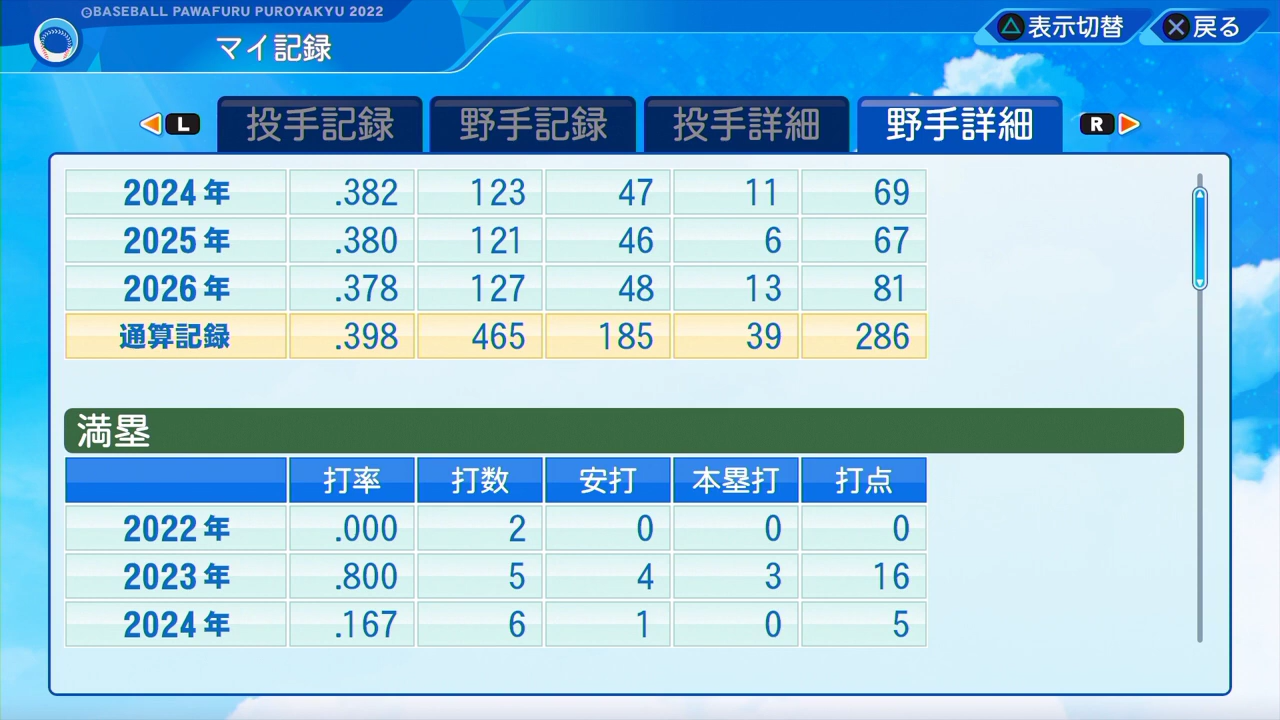 ©BASEBALL PAWAFURU PUROYAKYU 2022
マイ記録
△表示切替 ×戻る
L 投手記録 野手記録 投手詳細 野手詳細 R
2024年 .382 123 47 11 69
2025年 .380 121 46 6 67
2026年 .378 127 48 13 81
通算記録 .398 465 185 39 286
満塁
打率 打数 安打 本塁打 打点
2022年 .000 2 0 0 0
2023年 .800 5 4 3 16
2024年 .167 6 1 0 5